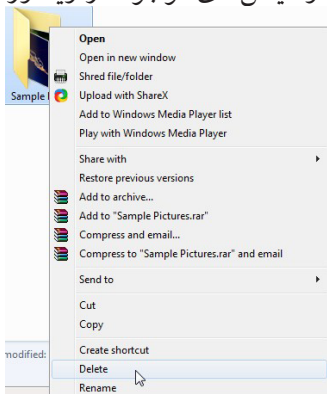 Open
Open in new window
Shred file/folder
Sample
Upload with ShareX
Add to Windows Media Player list
Play with Windows Media Player
Share with
Restore previous versions
Add to archive...
Add to "Sample Pictures.rar"
Compress and email...
Compress to "Sample Pictures.rar" and email
Send to
Cut
Copy
Create shortcut
modified:
Delete
Rename